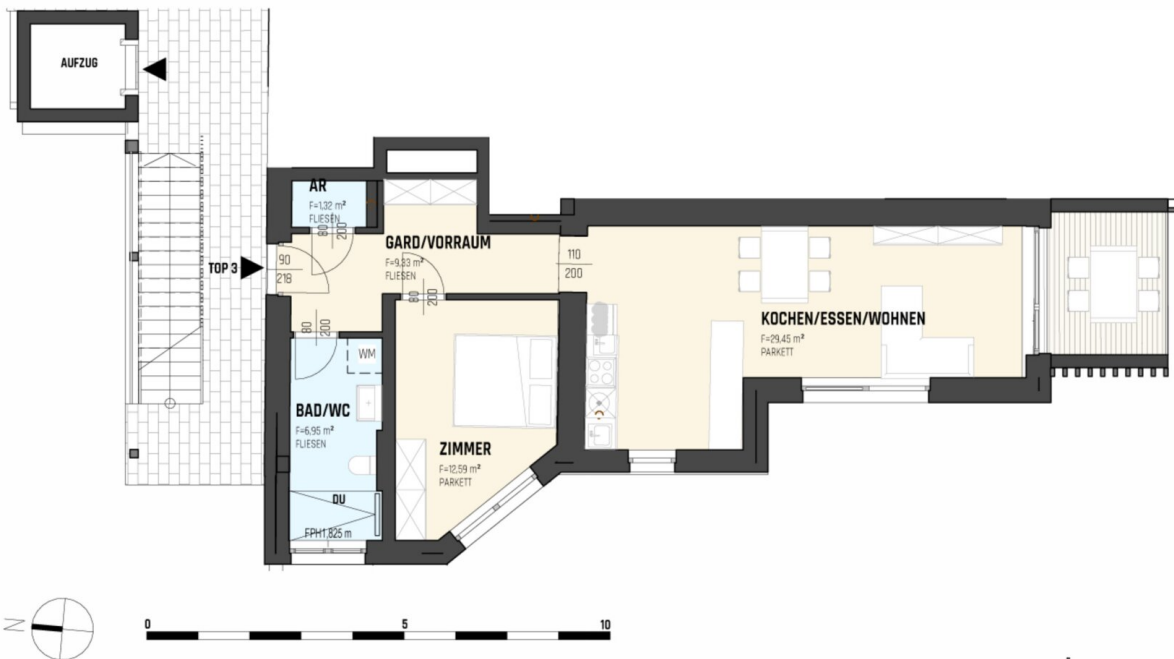 AUFZUG
AR
F=1,32 m²
FLIESEN
80
200
GARD/VORRAUM
F=9,33 m²
FLIESEN
TOP 3
90
218
110
200
80
200
80
200
KOCHEN/ESSEN/WOHNEN
F=29,45 m²
PARKETT
WM
BAD/WC
F=6,95 m²
FLIESEN
ZIMMER
F=12,59 m²
PARKETT
DU
FPH1,825 m
N
0
5
10